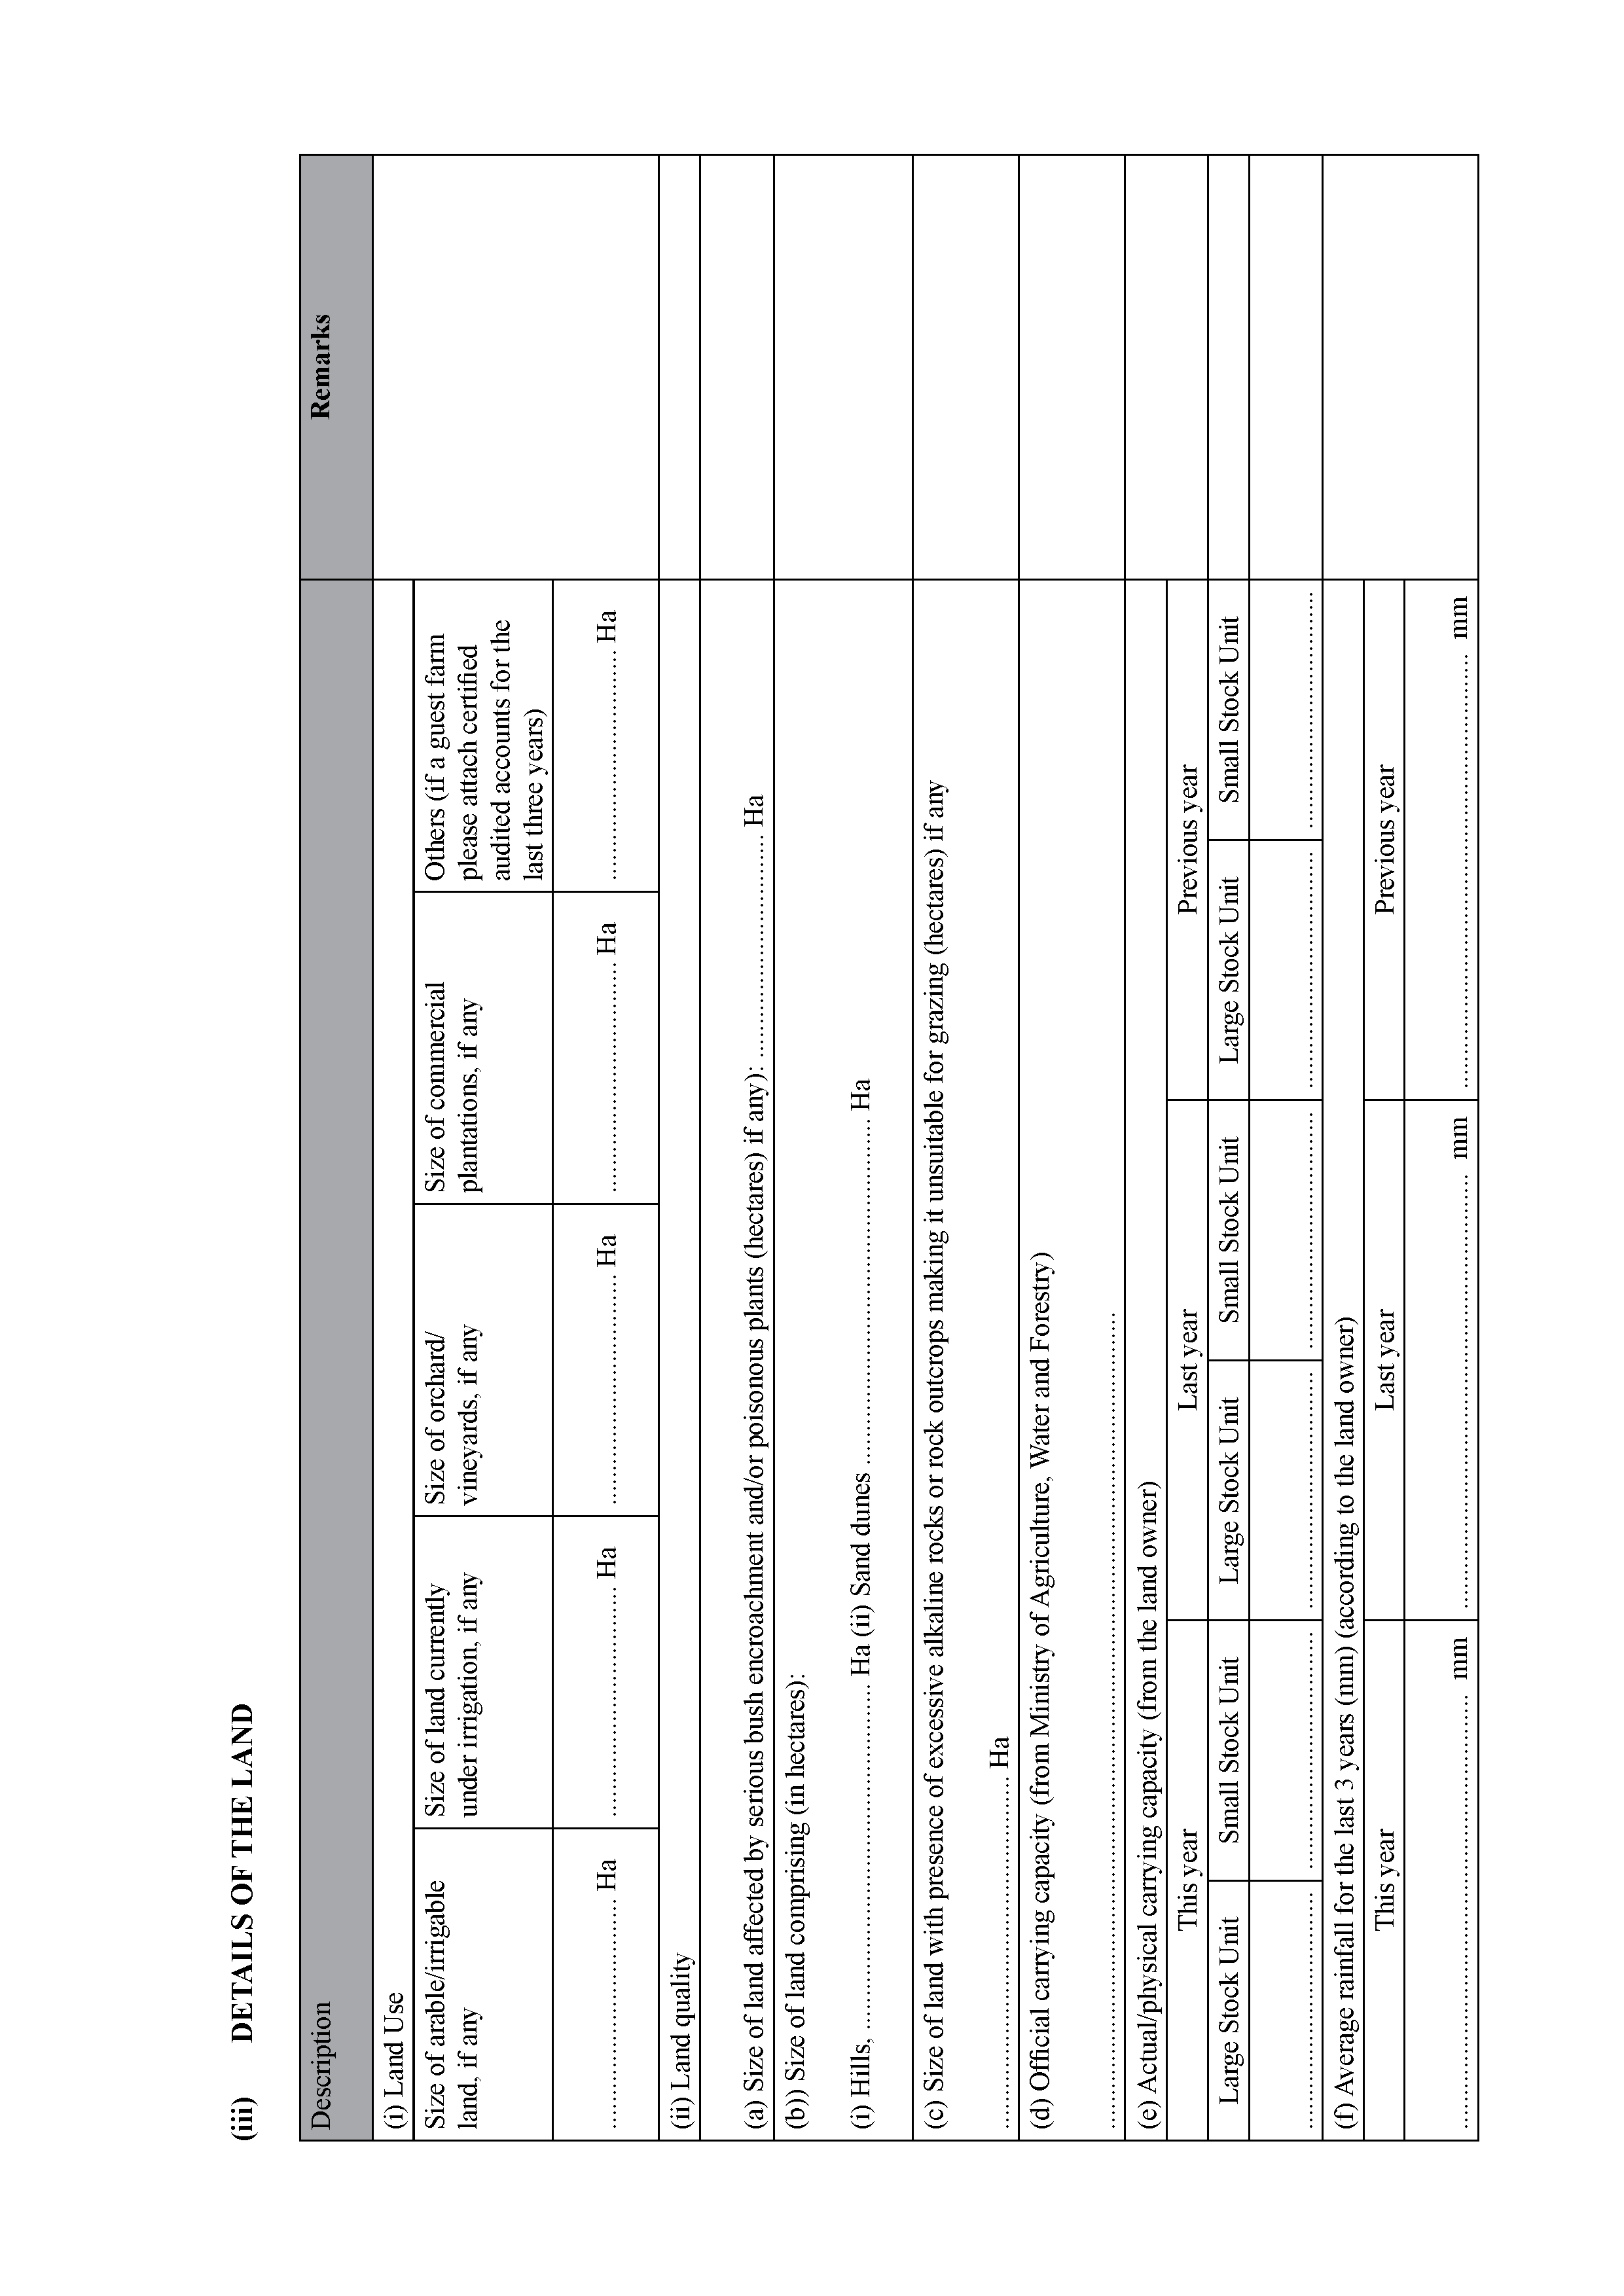 (iii) DETAILS OF THE LAND
Description Remarks
(i) Land Use
Size of arable/irrigable land, if any
Size of land currently under irrigation, if any
Size of orchard/ vineyards, if any
Size of commercial plantations, if any
Others (if a guest farm please attach certified audited accounts for the last three years)
.................................. Ha .................................. Ha .................................. Ha .................................. Ha .................................. Ha
(ii) Land quality
(a) Size of land affected by serious bush encroachment and/or poisonous plants (hectares) if any): .................................. Ha
(b)) Size of land comprising (in hectares):
(i) Hills, .................................................... Ha (ii) Sand dunes .................................................... Ha
(c) Size of land with presence of excessive alkaline rocks or rock outcrops making it unsuitable for grazing (hectares) if any
.................................................... Ha
(d) Official carrying capacity (from Ministry of Agriculture, Water and Forestry)
........................................................................................................................
(e) Actual/physical carrying capacity (from the land owner)
This year Last year Previous year
Large Stock Unit Small Stock Unit Large Stock Unit Small Stock Unit Large Stock Unit Small Stock Unit
.................................. .................................. .................................. .................................. .................................. ..................................
(f) Average rainfall for the last 3 years (mm) (according to the land owner)
This year Last year Previous year
................................................................ mm ................................................................ mm ................................................................ mm